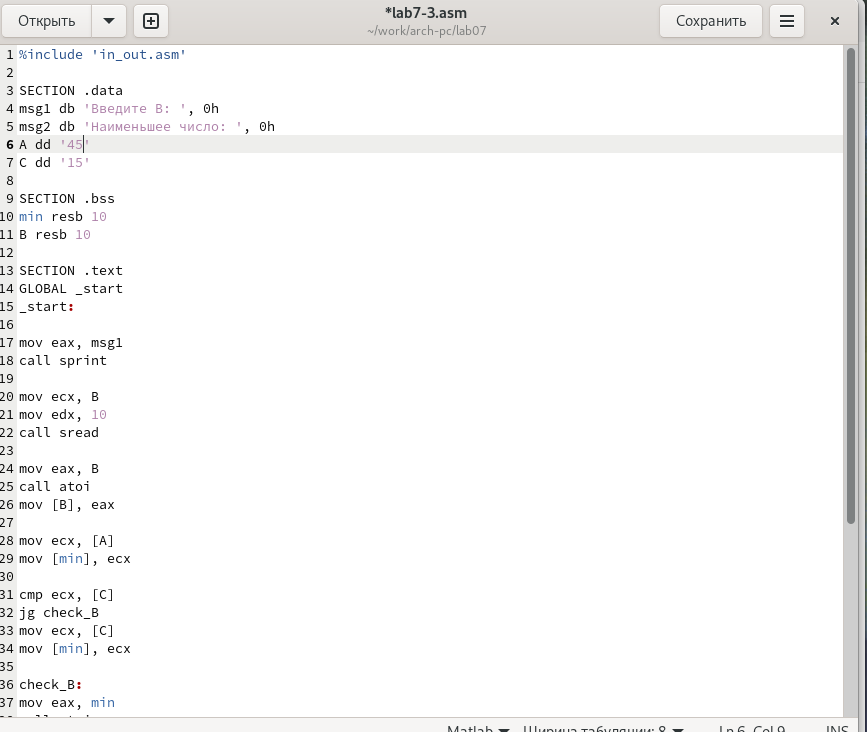 Открыть
*lab7-3.asm
~/work/arch-pc/lab07
Сохранить
1 %include 'in_out.asm'
2
3 SECTION .data
4 msg1 db 'Введите B: ', 0h
5 msg2 db 'Наименьшее число: ', 0h
6 A dd '45'
7 C dd '15'
8
9 SECTION .bss
10 min resb 10
11 B resb 10
12
13 SECTION .text
14 GLOBAL _start
15 _start:
16
17 mov eax, msg1
18 call sprint
19
20 mov ecx, B
21 mov edx, 10
22 call sread
23
24 mov eax, B
25 call atoi
26 mov [B], eax
27
28 mov ecx, [A]
29 mov [min], ecx
30
31 cmp ecx, [C]
32 jg check_B
33 mov ecx, [C]
34 mov [min], ecx
35
36 check_B:
37 mov eax, min
Matlab Ширина табуляции: 8 Ln 6, Col 9 INS